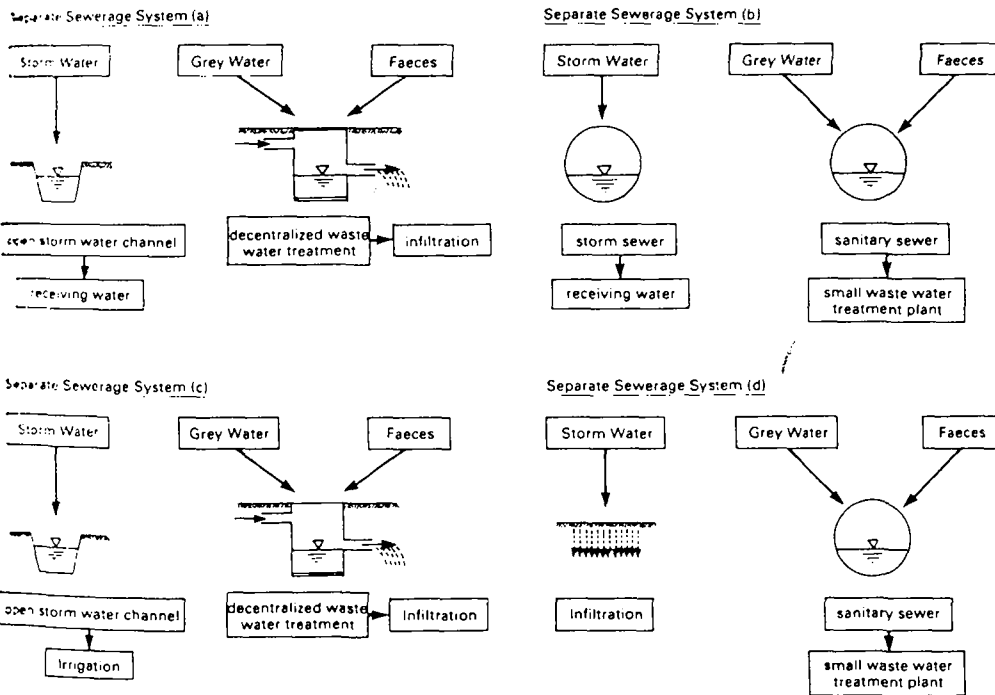 Separate Sewerage System (a)
Storm Water
Grey Water
Faeces
open storm water channel
receiving water
decentralized waste
water treatment
infiltration
Separate Sewerage System (b)
Storm Water
Grey Water
Faeces
storm sewer
receiving water
sanitary sewer
small waste water
treatment plant
Separate Sewerage System (c)
Storm Water
Grey Water
Faeces
open storm water channel
Irrigation
decentralized waste
water treatment
Infiltration
Separate Sewerage System (d)
Storm Water
Grey Water
Faeces
Infiltration
sanitary sewer
small waste water
treatment plant